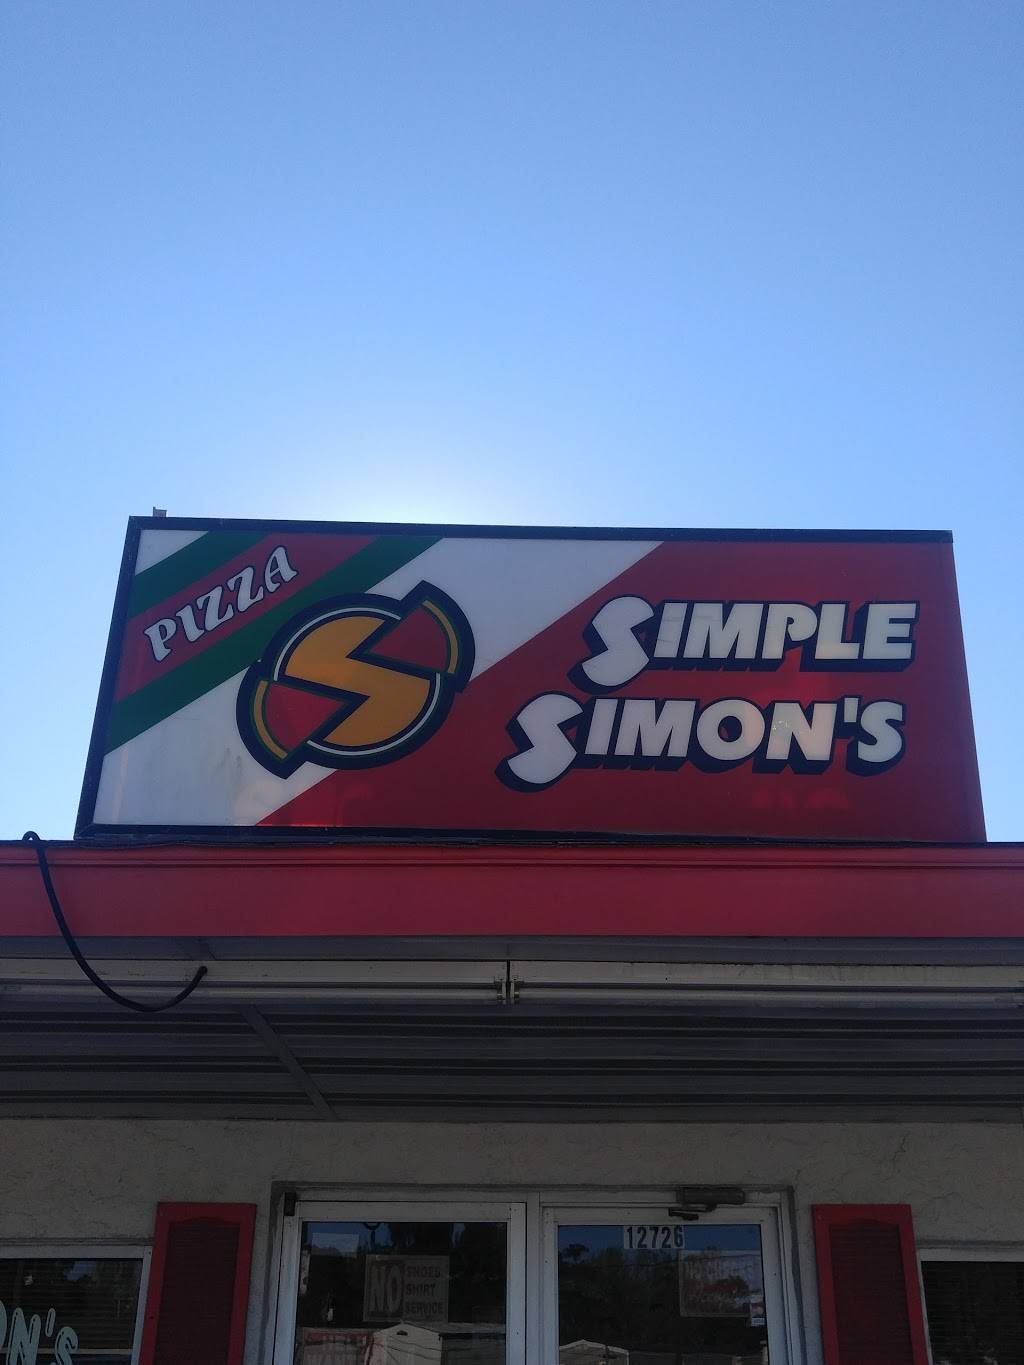 PIZZA
SIMPLE
SIMON'S
12726
NO SHOES
SHIRT
SERVICE
ON'S